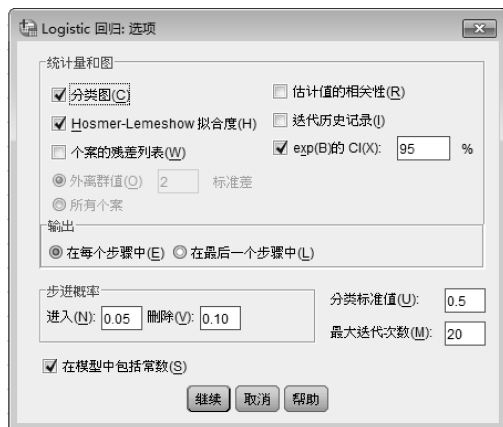 Logistic 回归: 选项
统计量和图
分类图(C)
估计值的相关性(R)
Hosmer-Lemeshow 拟合度(H)
迭代历史记录(I)
个案的残差列表(W)
exp(B)的 CI(X): 95 %
外离群值(O) 2 标准差
所有个案
输出
在每个步骤中(E) 在最后一个步骤中(L)
步进概率
进入(N): 0.05 删除(V): 0.10
分类标准值(U): 0.5
最大迭代次数(M): 20
在模型中包括常数(S)
继续 取消 帮助